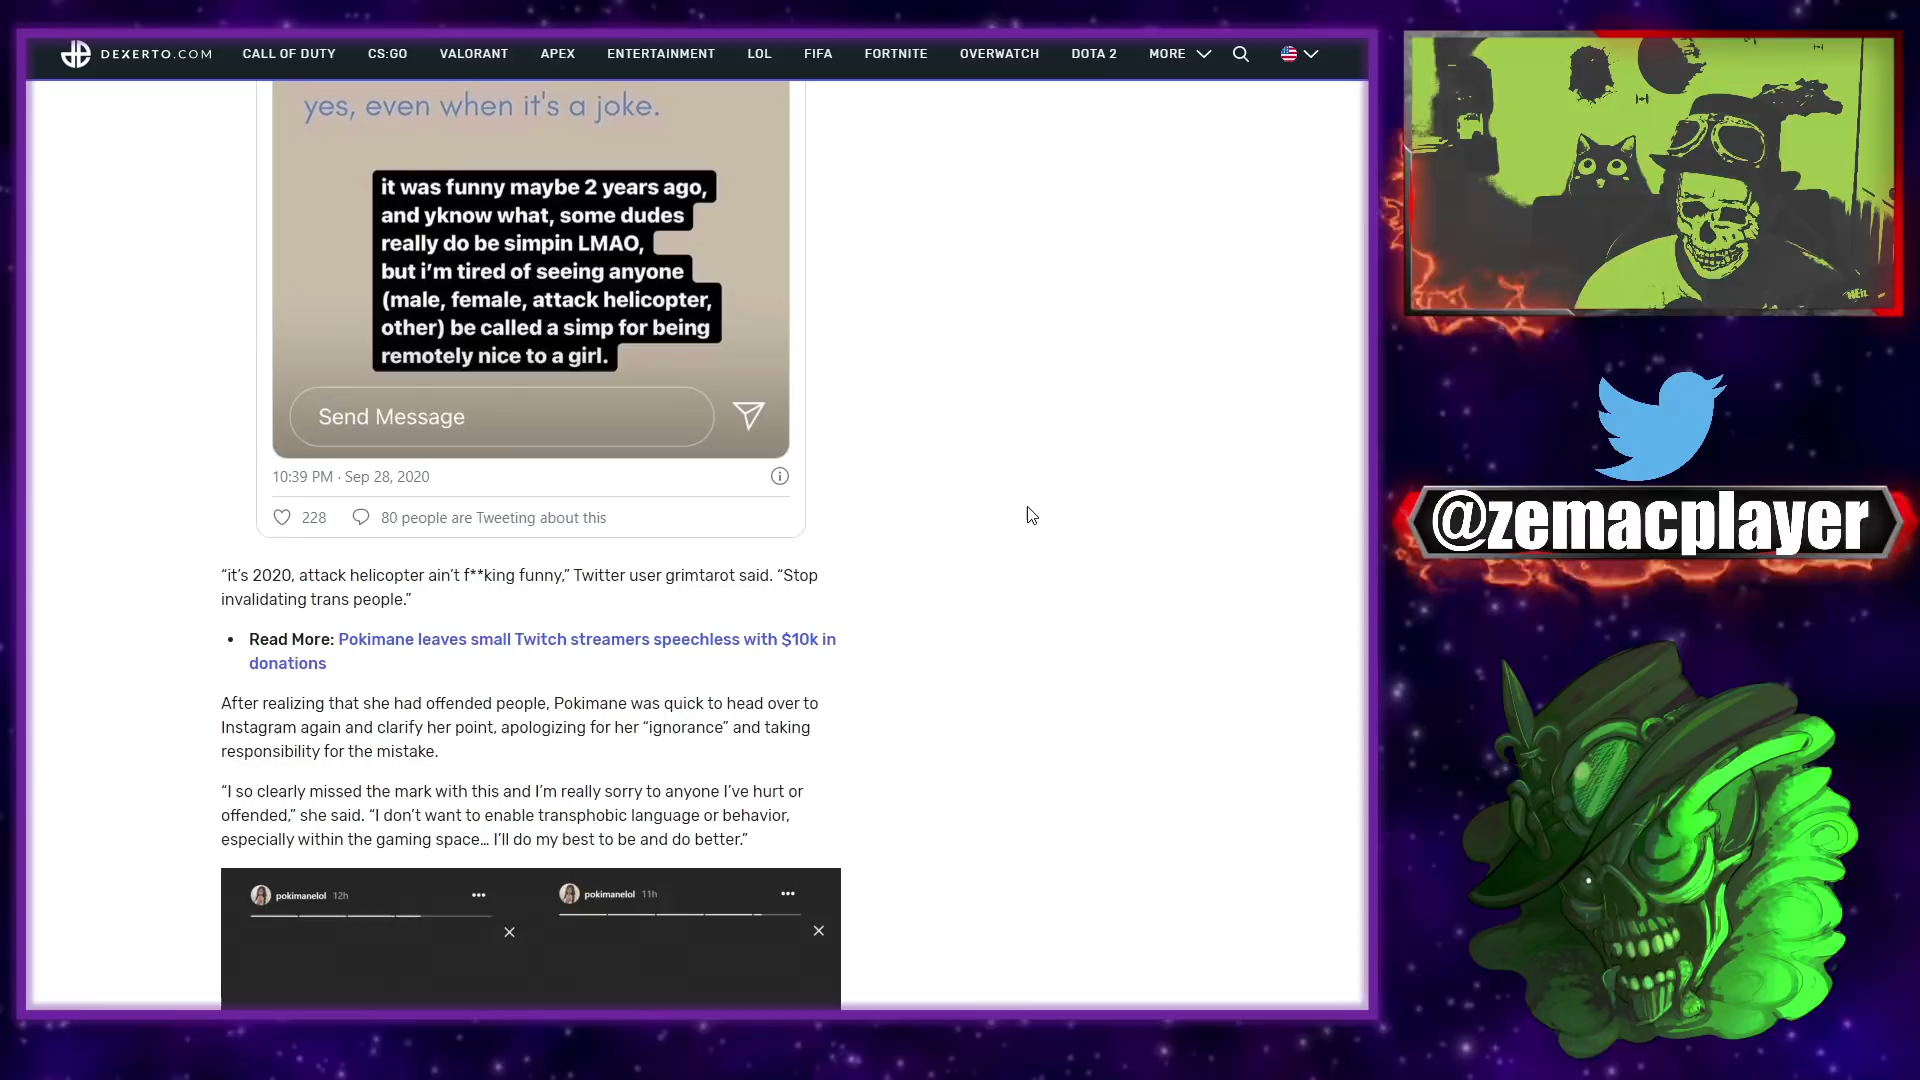 DEXERTO.COM CALL OF DUTY CS:GO VALORANT APEX ENTERTAINMENT LOL FIFA FORTNITE OVERWATCH DOTA 2 MORE
yes, even when it's a joke.
it was funny maybe 2 years ago,
and yknow what, some dudes
really do be simpin LMAO,
but i'm tired of seeing anyone
(male, female, attack helicopter,
other) be called a simp for being
remotely nice to a girl.
Send Message
10:39 PM · Sep 28, 2020
228 80 people are Tweeting about this
“it’s 2020, attack helicopter ain’t f**king funny,” Twitter user grimtarot said. “Stop
invalidating trans people.”
• Read More: Pokimane leaves small Twitch streamers speechless with $10k in
donations
After realizing that she had offended people, Pokimane was quick to head over to
Instagram again and clarify her point, apologizing for her “ignorance” and taking
responsibility for the mistake.
“I so clearly missed the mark with this and I’m really sorry to anyone I’ve hurt or
offended,” she said. “I don’t want to enable transphobic language or behavior,
especially within the gaming space… I’ll do my best to be and do better.”
pokimanelol 12h
pokimanelol 11h
NEIL
@zemacplayer